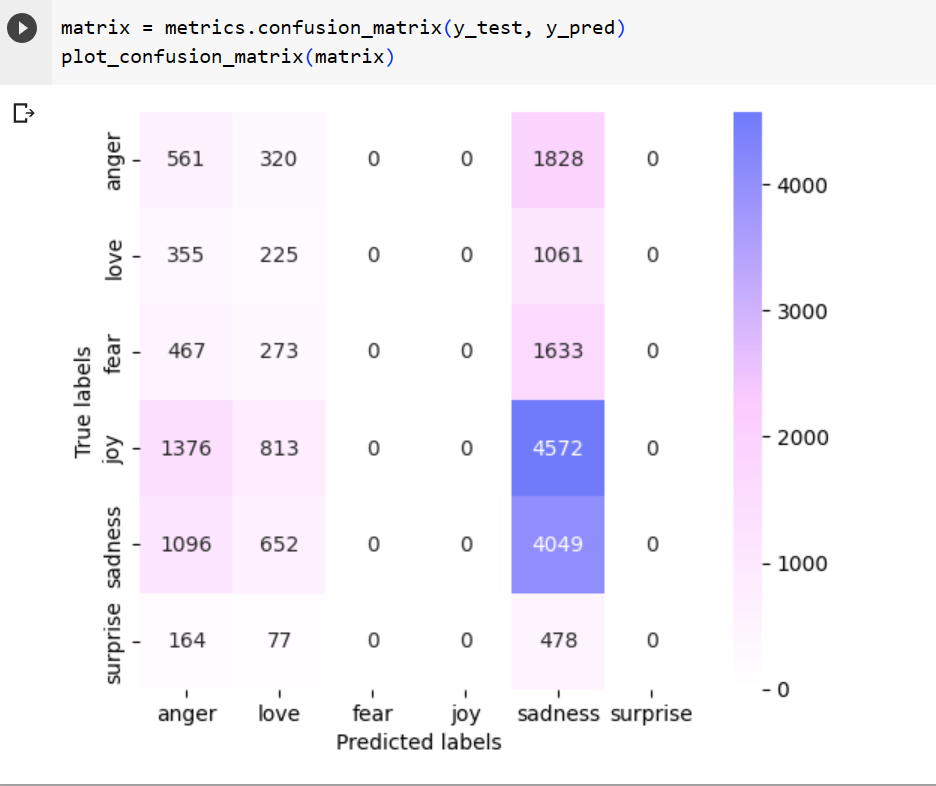 matrix = metrics.confusion_matrix(y_test, y_pred)
plot_confusion_matrix(matrix)
anger 561 320 0 0 1828 0
love 355 225 0 0 1061 0
fear 467 273 0 0 1633 0
joy 1376 813 0 0 4572 0
sadness 1096 652 0 0 4049 0
surprise 164 77 0 0 478 0
anger love fear joy sadness surprise
Predicted labels
True labels
4000
3000
2000
1000
0